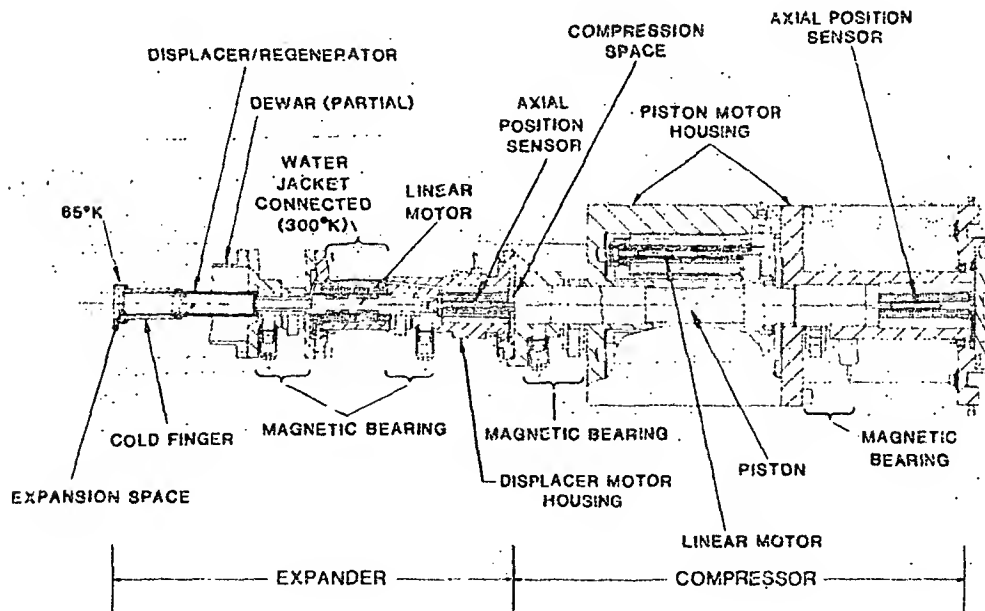 AXIAL POSITION
SENSOR
COMPRESSION
SPACE
DISPLACER/REGENERATOR
DEWAR (PARTIAL)
AXIAL
POSITION
SENSOR
PISTON MOTOR
HOUSING
WATER
JACKET
CONNECTED
(300°K)
LINEAR
MOTOR
65°K
COLD FINGER
MAGNETIC BEARING
MAGNETIC BEARING
MAGNETIC
BEARING
EXPANSION SPACE
DISPLACER MOTOR
HOUSING
PISTON
LINEAR MOTOR
EXPANDER
COMPRESSOR